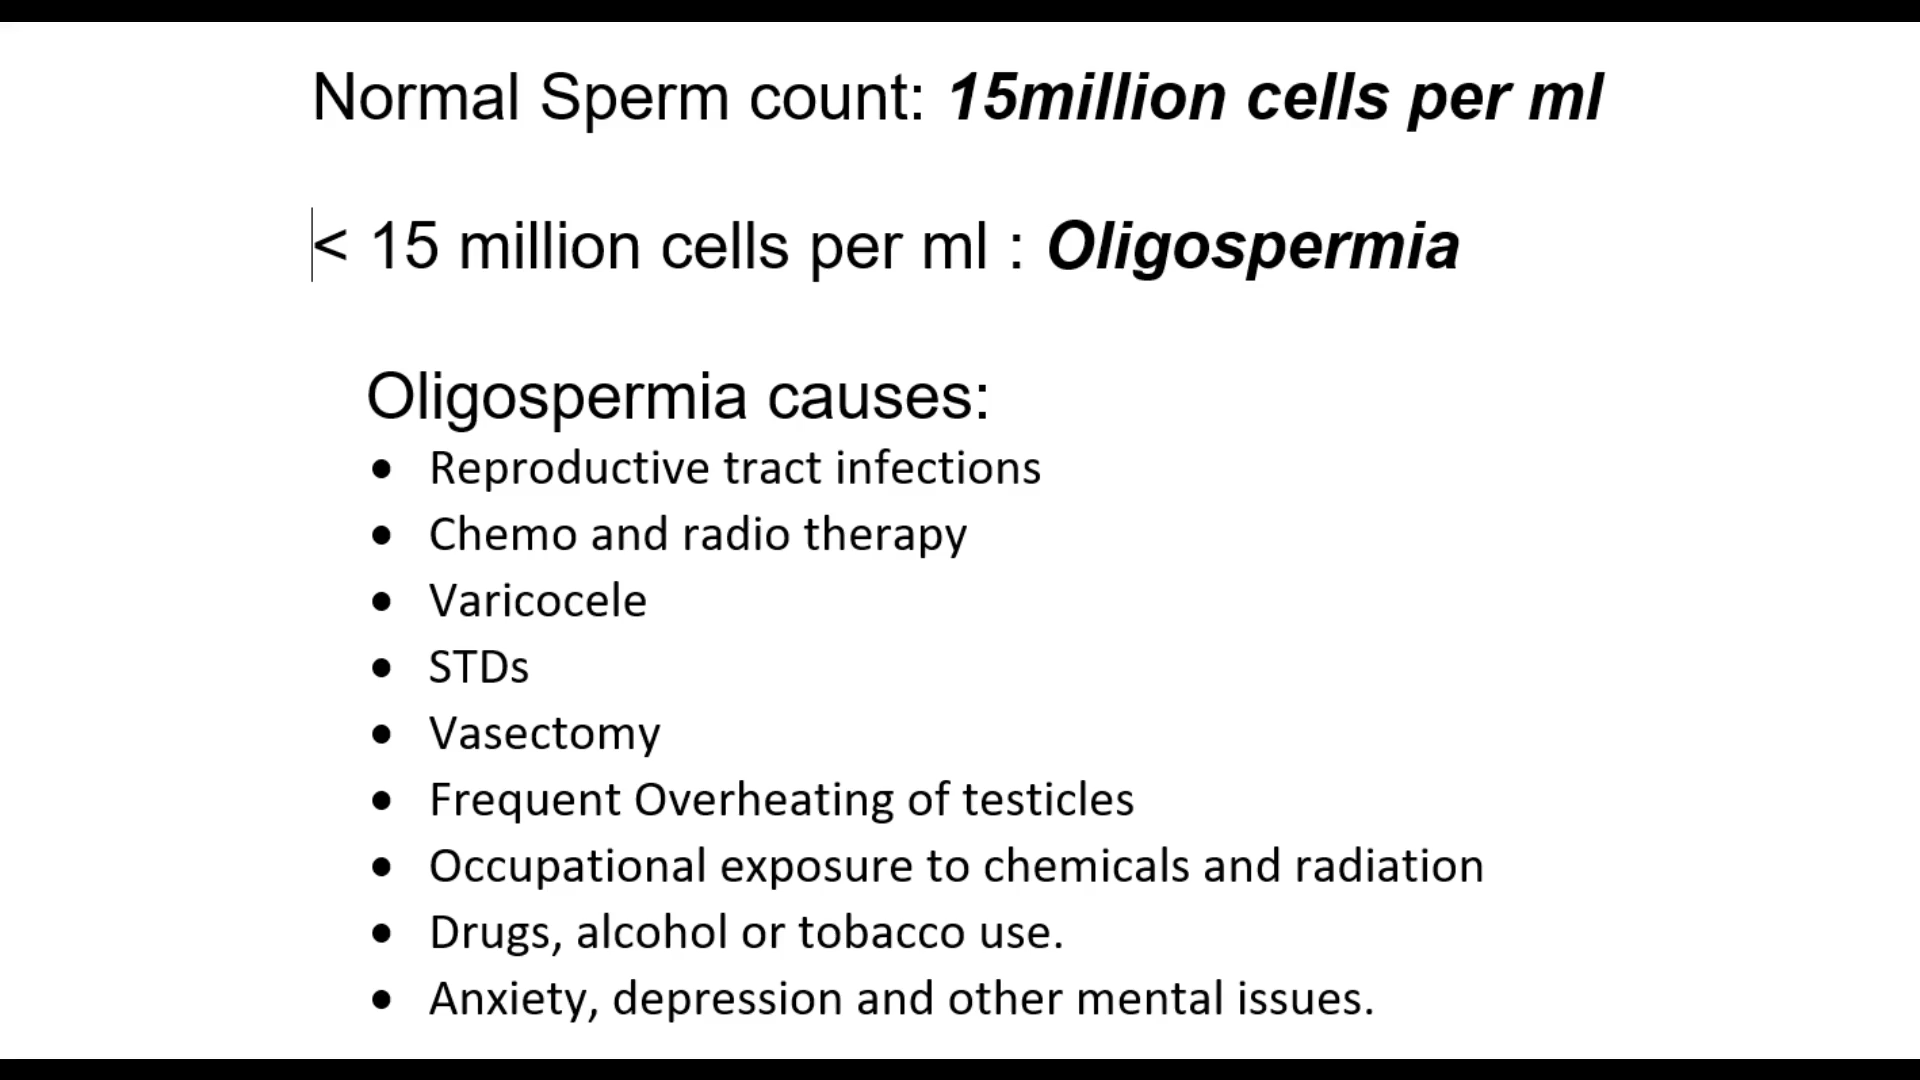 Normal Sperm count: 15million cells per ml
< 15 million cells per ml : Oligospermia
Oligospermia causes:
• Reproductive tract infections
• Chemo and radio therapy
• Varicocele
• STDs
• Vasectomy
• Frequent Overheating of testicles
• Occupational exposure to chemicals and radiation
• Drugs, alcohol or tobacco use.
• Anxiety, depression and other mental issues.